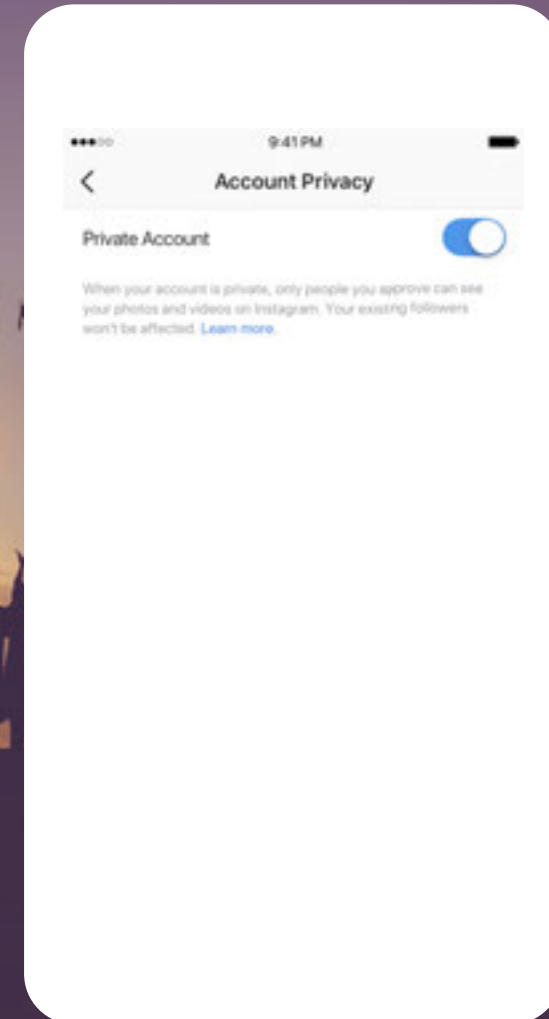 9:41 PM
Account Privacy
Private Account
When your account is private, only people you approve can see
your photos and videos on Instagram. Your existing followers
won't be affected. Learn more.